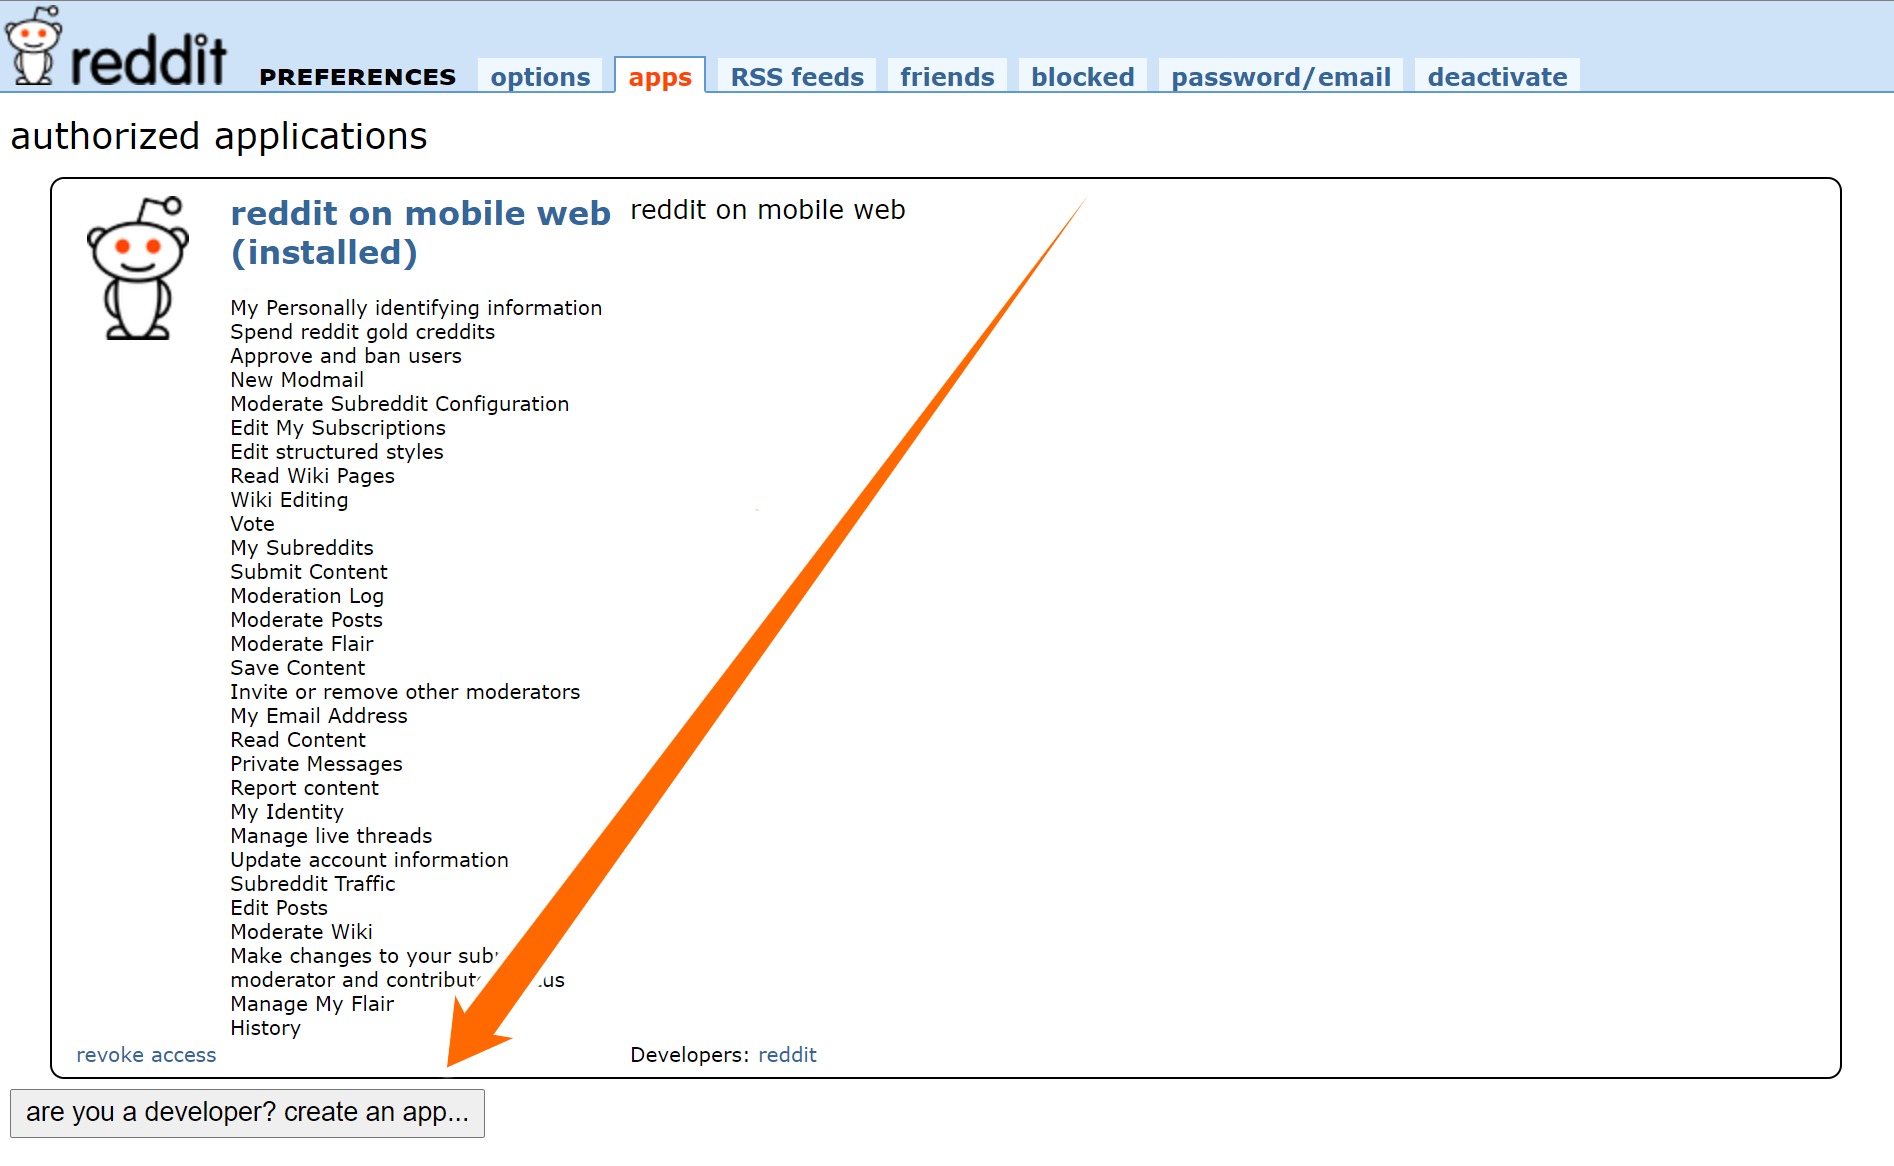 reddit PREFERENCES options apps RSS feeds friends blocked password/email deactivate
authorized applications
reddit on mobile web
(installed)
reddit on mobile web
My Personally identifying information
Spend reddit gold creddits
Approve and ban users
New Modmail
Moderate Subreddit Configuration
Edit My Subscriptions
Edit structured styles
Read Wiki Pages
Wiki Editing
Vote
My Subreddits
Submit Content
Moderation Log
Moderate Posts
Moderate Flair
Save Content
Invite or remove other moderators
My Email Address
Read Content
Private Messages
Report content
My Identity
Manage live threads
Update account information
Subreddit Traffic
Edit Posts
Moderate Wiki
Make changes to your
moderator and
Manage My Flair
History
revoke access
Developers: reddit
are you a developer? create an app...